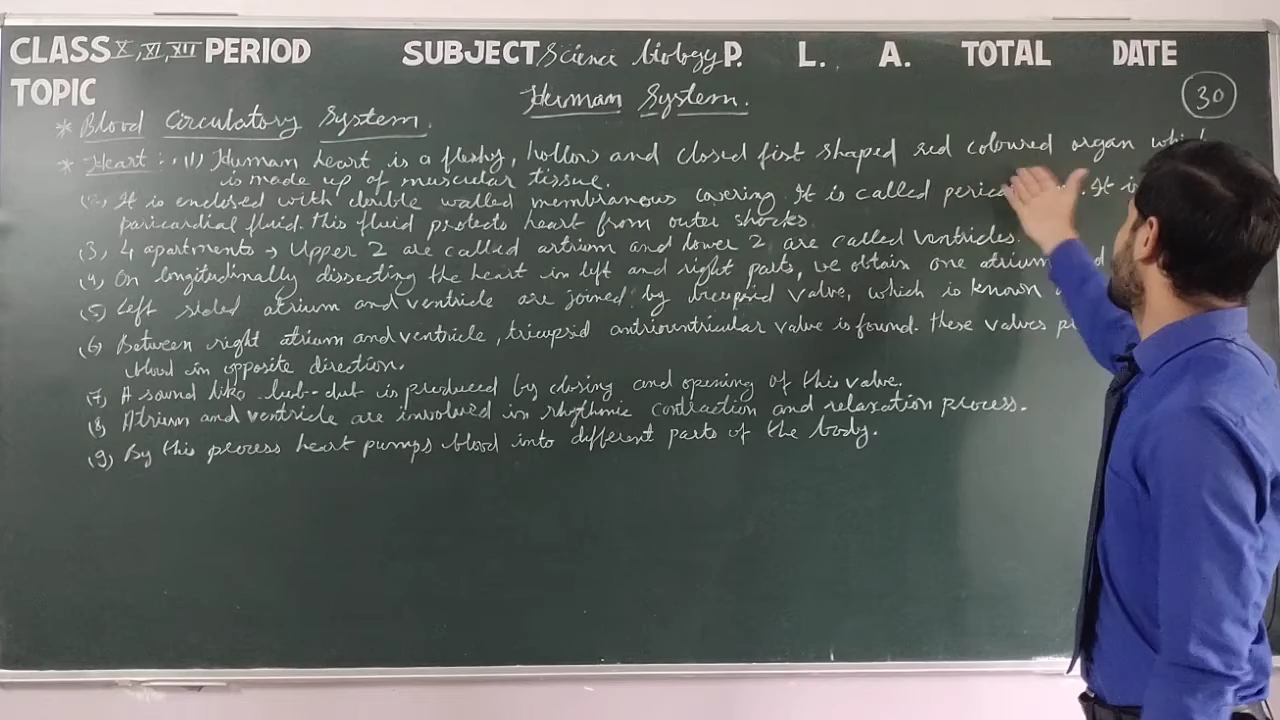 CLASS X, XI, XII PERIOD SUBJECT Science biology P. L. A. TOTAL DATE
TOPIC Human System. 30
* Blood Circulatory System.
* Heart:- (1) Human heart is a fleshy, hollow and closed fist shaped red coloured organ which
is made up of muscular tissue.
(2) It is enclosed with double walled membranous covering. It is called It
paricardial fluid. This fluid protects heart from outer shocks.
(3) 4 apartments → Upper 2 are called artrium and lower 2 are called ventricles.
(4) On longitudinally dissecting the heart in left and right parts, we obtain one atrium
(5) Left sided atrium and ventricle are joined by valve, which is known
(6) Between right atrium and ventricle, tricupsid valve is found. These valves
blood in opposite direction.
(7) A sound like lub-dub is produced by closing and opening of this valve.
(8) Atrium and ventricle are involved in rhythmic contraction and relaxation process.
(9) By this process heart pumps blood into different parts of the body.